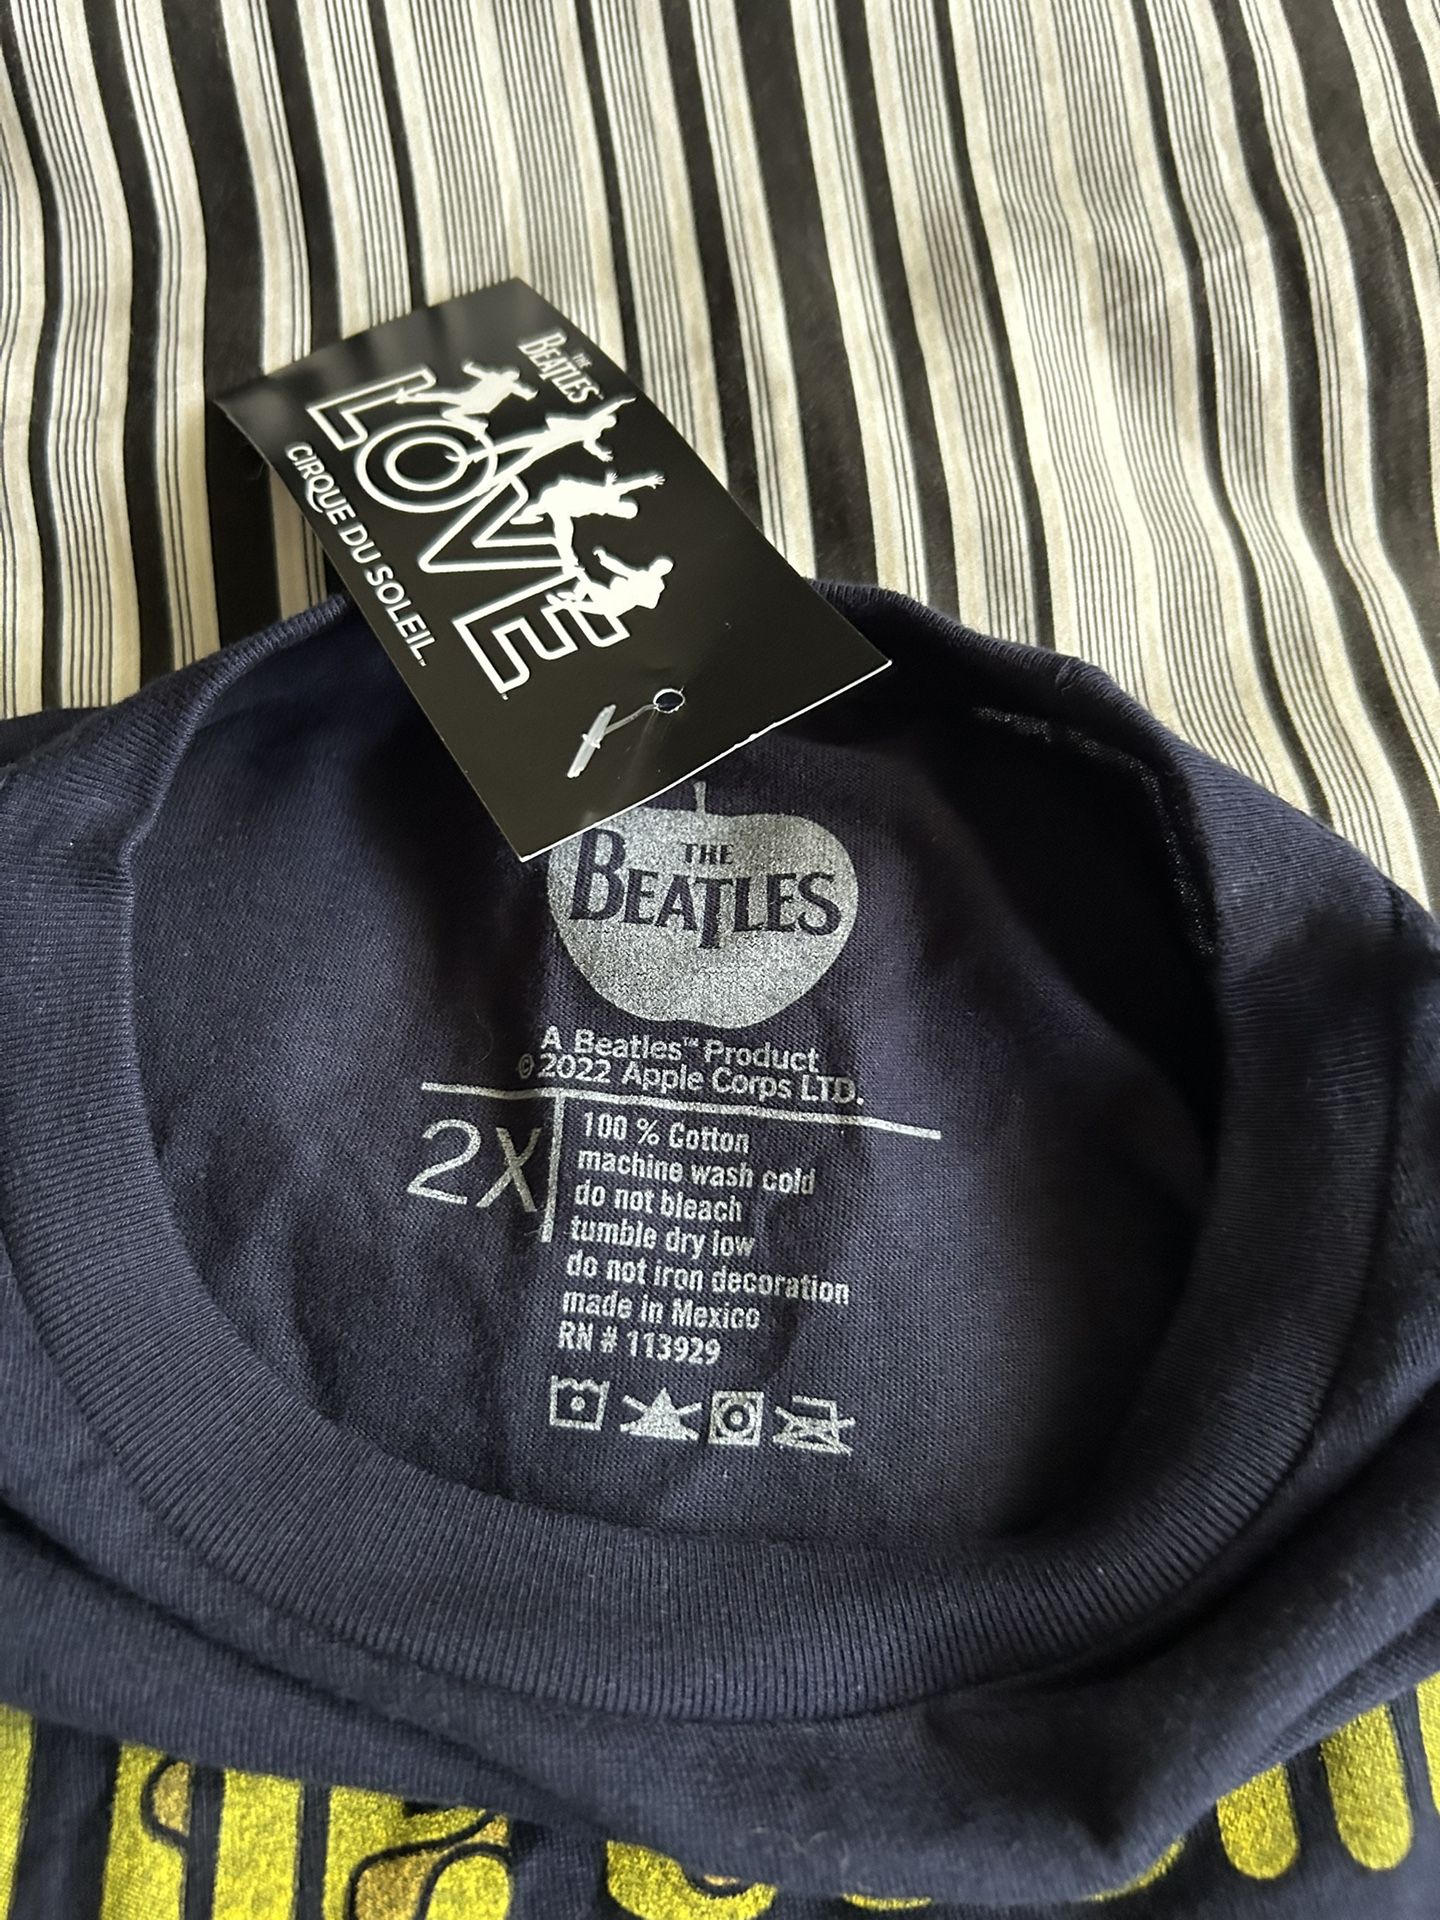 THE
BEATLES
LOVE
CIRQUE DU SOLEIL™
THE
BEATLES
A Beatles™ Product
© 2022 Apple Corps LTD.
2X
100 % Cotton
machine wash cold
do not bleach
tumble dry low
do not iron decoration
made in Mexico
RN # 113929